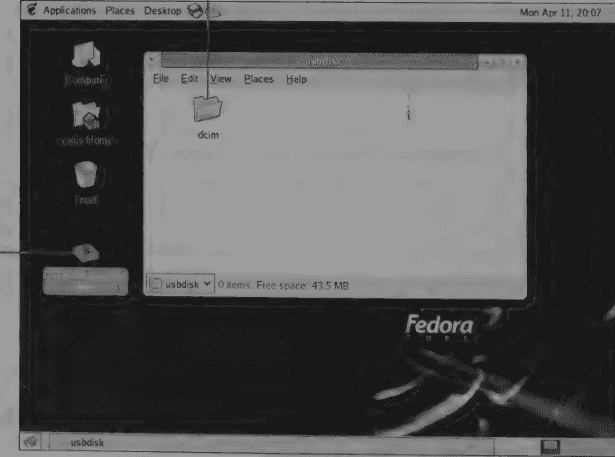 Applications Places Desktop
Mon Apr 11, 20:07
Computer
usbdisk
File Edit View Places Help
dcim
Trash
usbdisk 0 items, Free space: 43.5 MB
Fedora
usbdisk